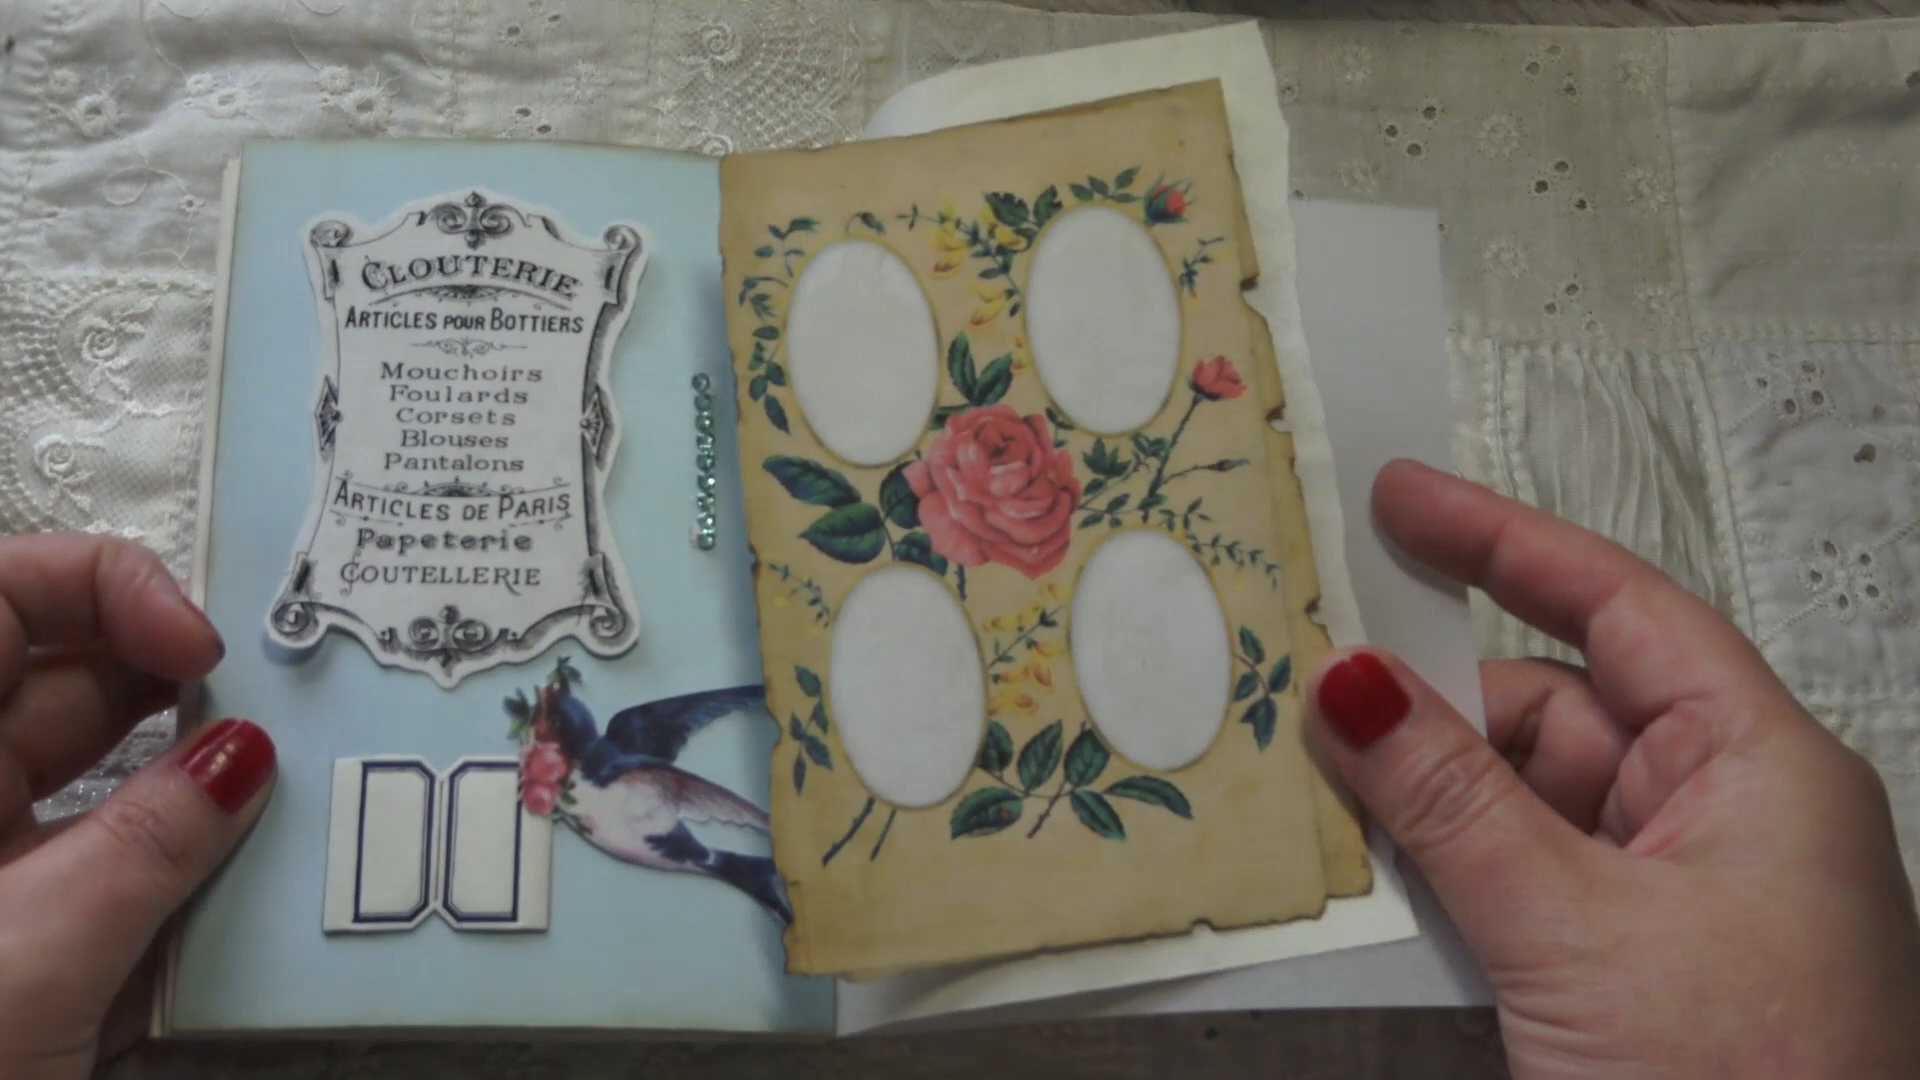 CLOUTERIE
ARTICLES POUR BOTTIERS
Mouchoirs
Foulards
Corsets
Blouses
Pantalons
ARTICLES DE PARIS
Papeterie
COUTELLERIE